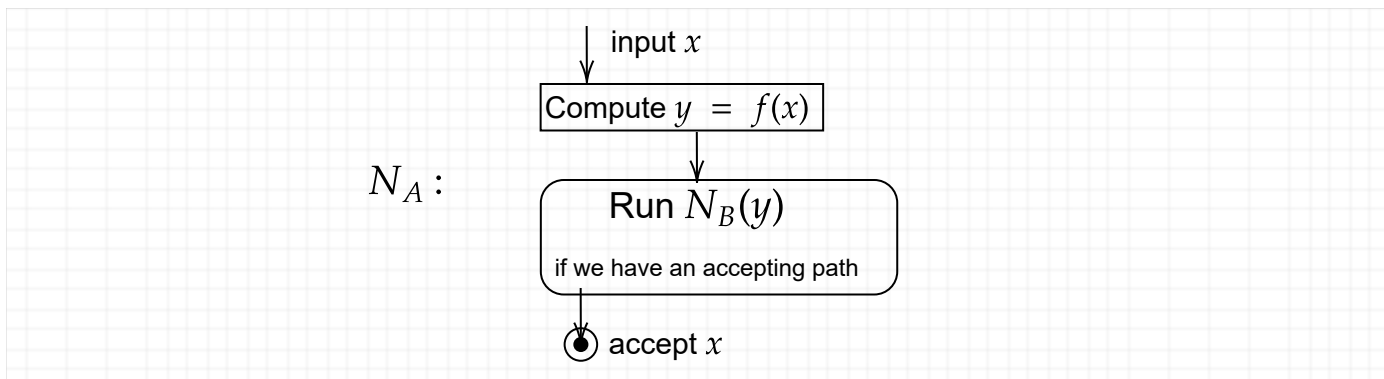 input x
Compute y = f(x)
N_A :
Run N_B(y)
if we have an accepting path
accept x